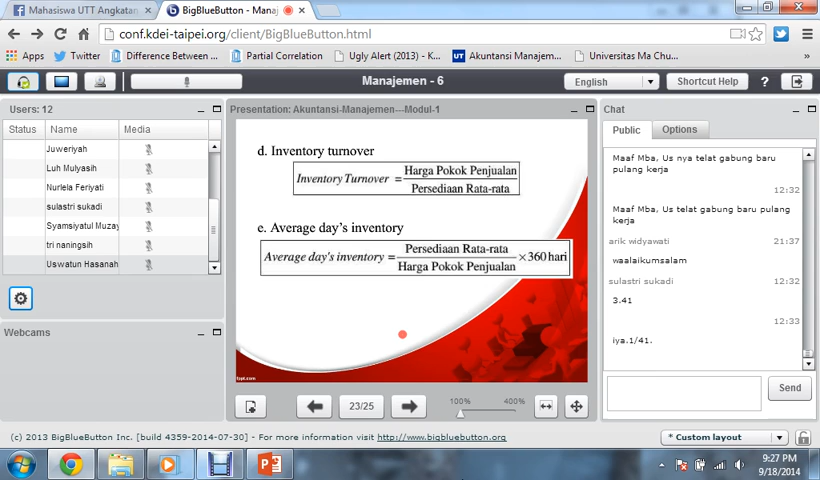 Mahasiswa UTT Angkatan
BigBlueButton - Manaj
conf.kdei-taipei.org/client/BigBlueButton.html
Apps
Twitter
Difference Between ...
Partial Correlation
Ugly Alert (2013) - K...
UT
Akuntansi Manajem...
Universitas Ma Chu...
Manajemen - 6
English
Shortcut Help
?
Users: 12
Status
Name
Media
Juweriyah
Luh Mulyasih
Nurlela Feriyati
sulastri sukadi
Syamsiyatul Muzay
tri naningsih
Uswatun Hasanah
Webcams
Presentation: Akuntansi-Manajemen---Modul-1
d. Inventory turnover
Inventory Turnover = Harga Pokok Penjualan
Persediaan Rata-rata
e. Average day's inventory
Average day's inventory = Persediaan Rata-rata × 360 hari
Harga Pokok Penjualan
fppt.com
23/25
100%
400%
Chat
Public
Options
Maaf Mba, Us nya telat gabung baru
pulang kerja
12:32
Maaf Mba, Us telat gabung baru pulang
kerja
arik widyawati
21:37
waalaikumsalam
sulastri sukadi
12:32
3.41
12:33
iya.1/41.
Send
(c) 2013 BigBlueButton Inc. [build 4359-2014-07-30] - For more information visit http://www.bigbluebutton.org
* Custom layout
9:27 PM
9/18/2014